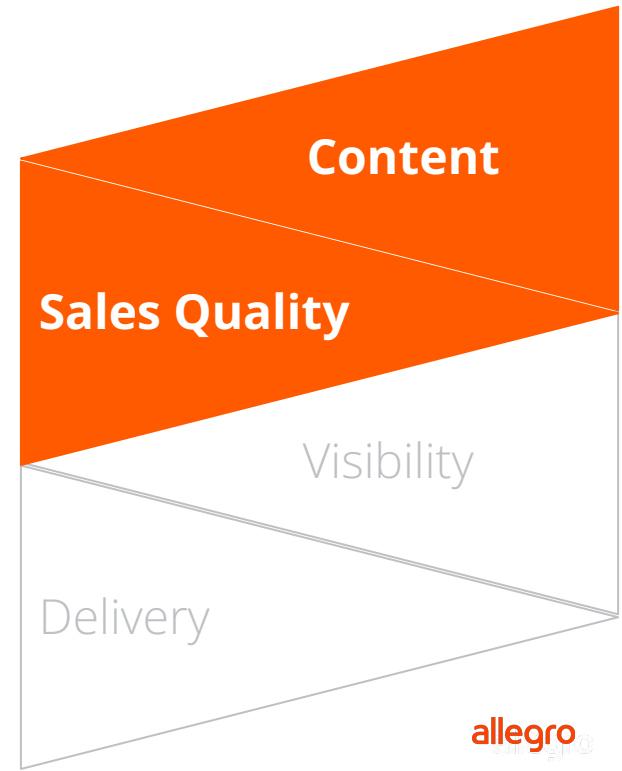 Content
Sales Quality
Visibility
Delivery
allegro